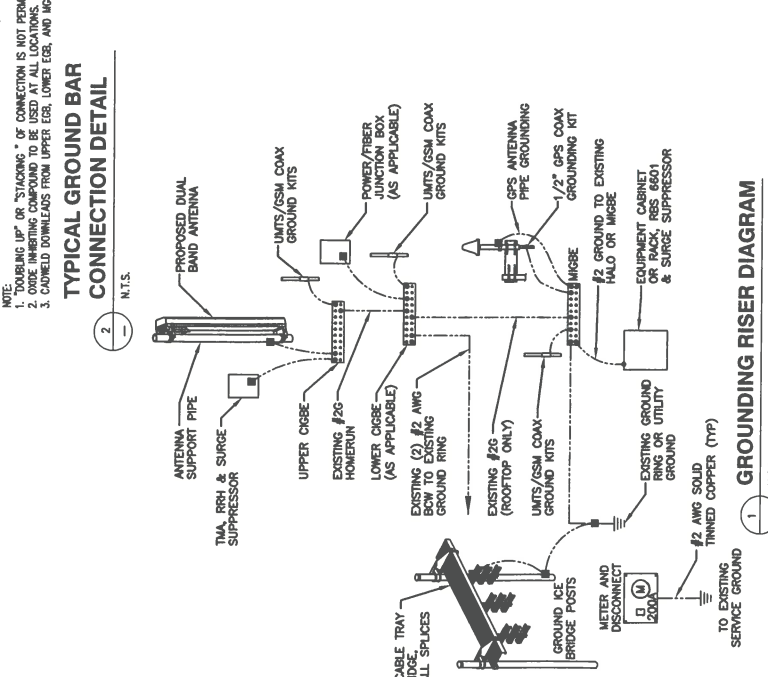 NOTE:
1. "DOUBLING UP" OR "STACKING" OF CONNECTION IS NOT
2. OXIDE INHIBITING COMPOUND TO BE USED AT ALL LOCATIONS.
3. CADWELD DOWNLEADS FROM UPPER EGB, LOWER EGB, AND
2
TYPICAL GROUND BAR
CONNECTION DETAIL
N.T.S.
ANTENNA
SUPPORT PIPE
PROPOSED DUAL
BAND ANTENNA
TMA, RRH & SURGE
SUPPRESSOR
UMTS/GSM COAX
GROUND KITS
UPPER CIGBE
EXISTING #2G
HOMERUN
POWER/FIBER
JUNCTION BOX
(AS APPLICABLE)
LOWER CIGBE
(AS APPLICABLE)
UMTS/GSM COAX
GROUND KITS
EXISTING (2) #2 AWG
BCW TO EXISTING
GROUND RING
EXISTING #2G
(ROOFTOP ONLY)
GPS ANTENNA
PIPE GROUNDING
1/2" GPS COAX
GROUNDING KIT
UMTS/GSM COAX
GROUND KITS
MIGBE
#2 GROUND TO EXISTING
HALO OR MIGBE
EQUIPMENT CABINET
OR RACK, RBS 6601
& SURGE SUPPRESSOR
CABLE TRAY
SPLICES
GROUND ICE
BRIDGE POSTS
EXISTING GROUND
RING OR UTILITY
GROUND
METER AND
DISCONNECT
M
200A
#2 AWG SOLID
TINNED COPPER (TYP)
TO EXISTING
SERVICE GROUND
1
GROUNDING RISER DIAGRAM